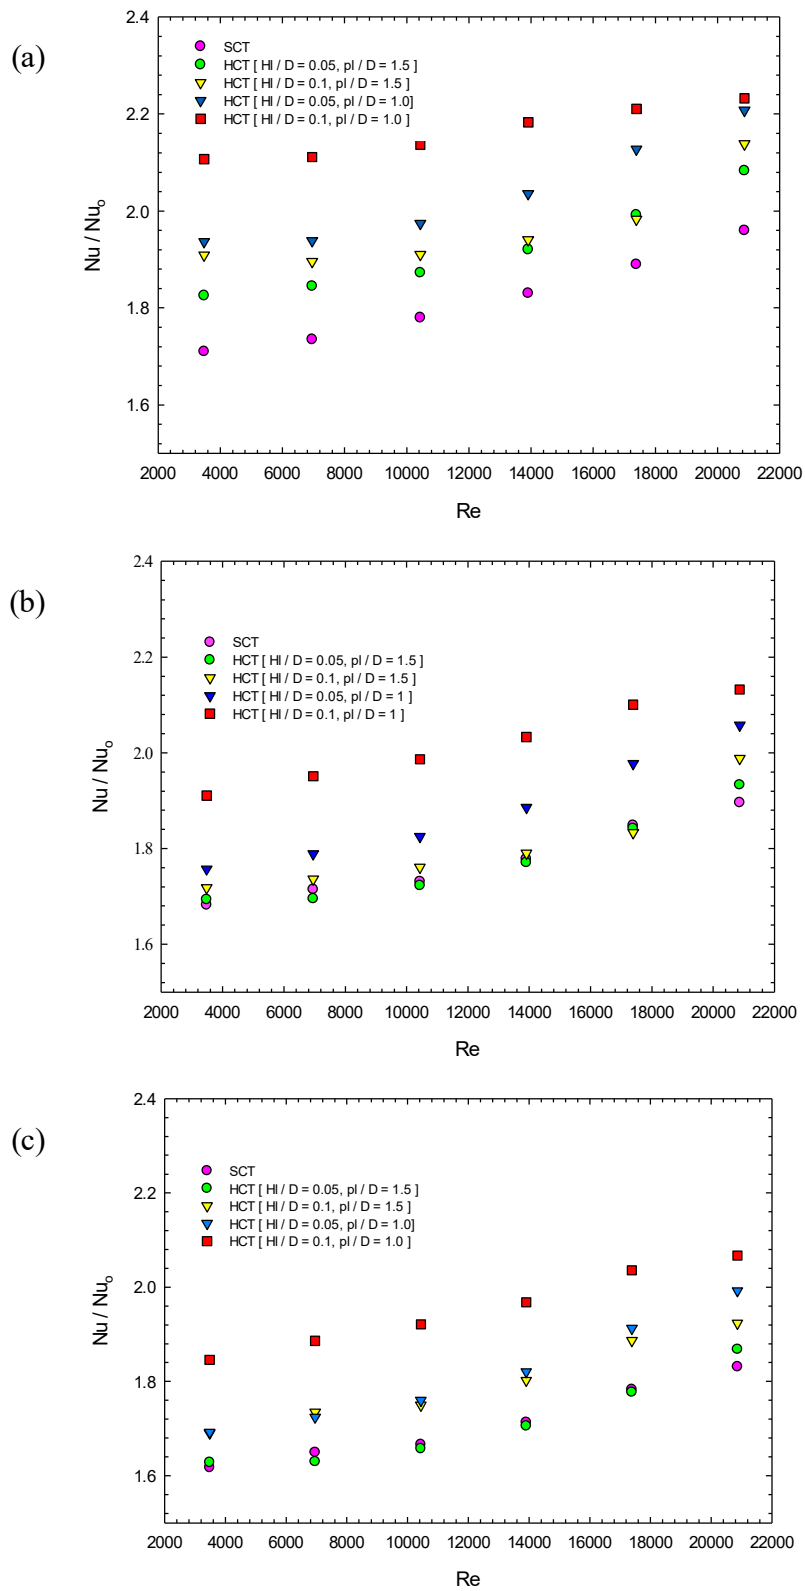 (a)
2.4
2.2
2.0
1.8
1.6
Nu / Nuₒ
SCT
HCT [ Hl / D = 0.05, pl / D = 1.5 ]
HCT [ Hl / D = 0.1, pl / D = 1.5 ]
HCT [ Hl / D = 0.05, pl / D = 1.0]
HCT [ Hl / D = 0.1, pl / D = 1.0 ]
2000 4000 6000 8000 10000 12000 14000 16000 18000 20000 22000
Re
(b)
2.4
2.2
2.0
1.8
1.6
Nu / Nuₒ
SCT
HCT [ Hl / D = 0.05, pl / D = 1.5 ]
HCT [ Hl / D = 0.1, pl / D = 1.5 ]
HCT [ Hl / D = 0.05, pl / D = 1 ]
HCT [ Hl / D = 0.1, pl / D = 1 ]
2000 4000 6000 8000 10000 12000 14000 16000 18000 20000 22000
Re
(c)
2.4
2.2
2.0
1.8
1.6
Nu / Nuₒ
SCT
HCT [ Hl / D = 0.05, pl / D = 1.5 ]
HCT [ Hl / D = 0.1, pl / D = 1.5 ]
HCT [ Hl / D = 0.05, pl / D = 1.0]
HCT [ Hl / D = 0.1, pl / D = 1.0 ]
2000 4000 6000 8000 10000 12000 14000 16000 18000 20000 22000
Re